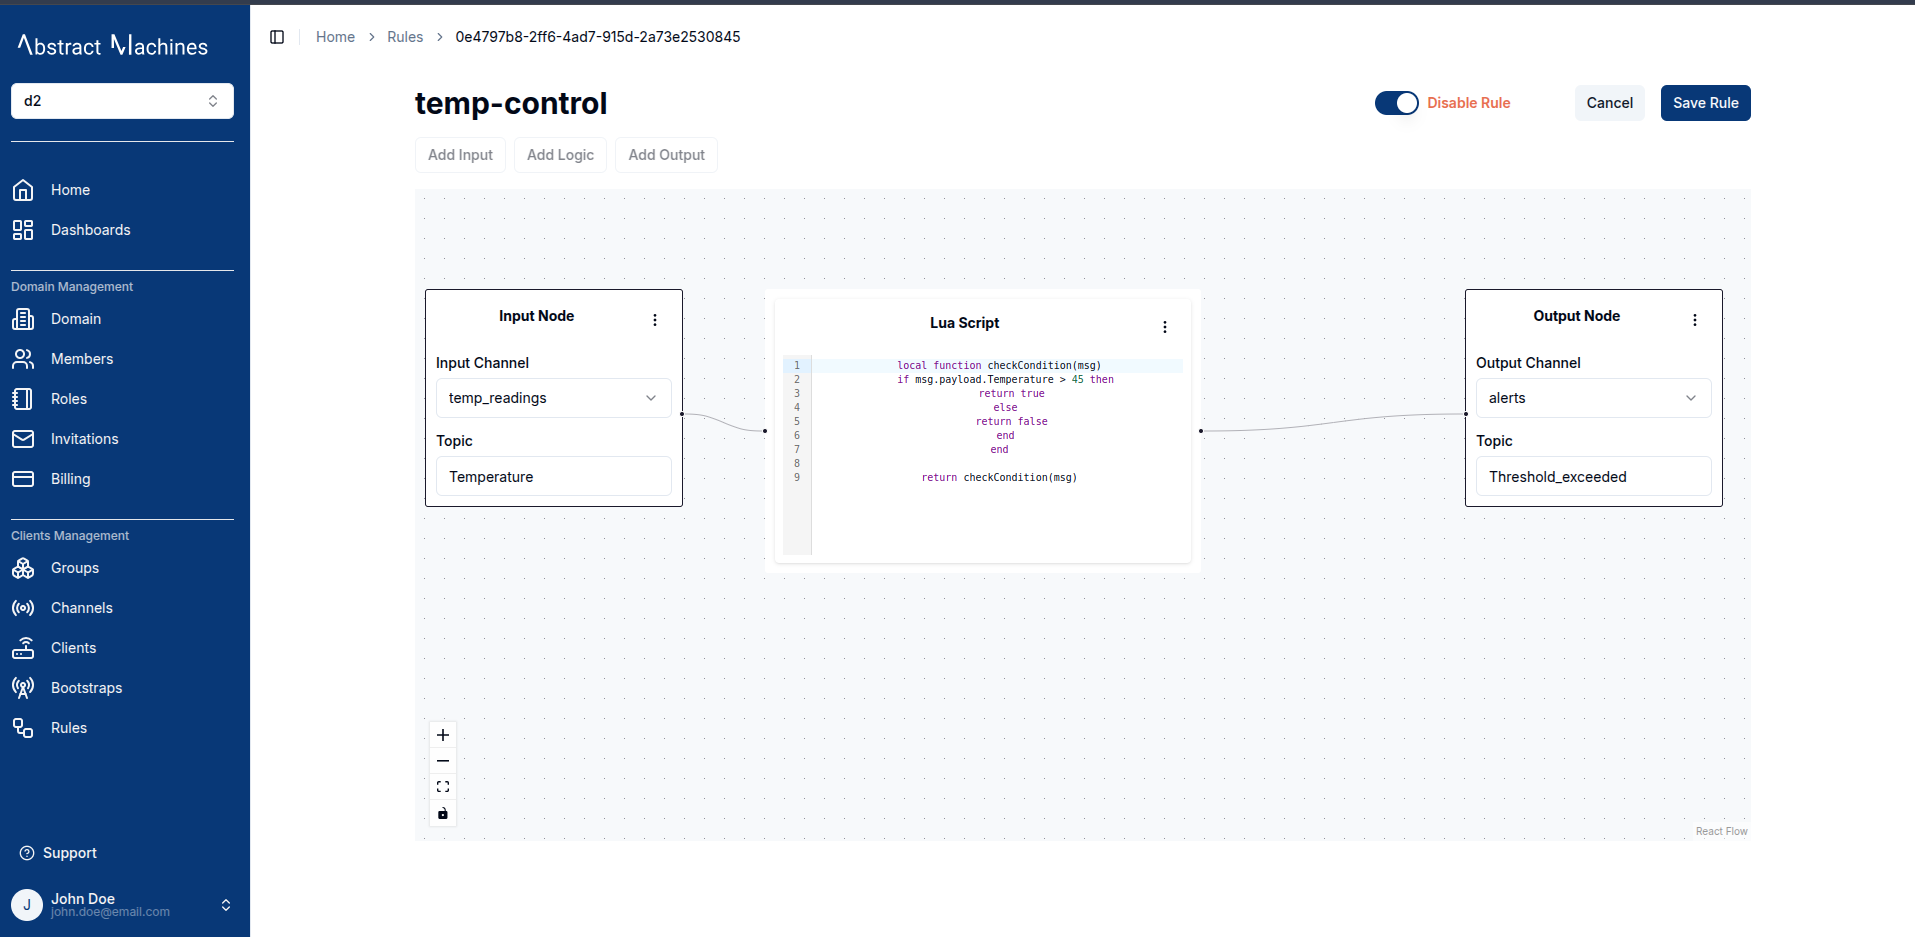 Abstract Machines
d2
Home
Dashboards
Domain Management
Domain
Members
Roles
Invitations
Billing
Clients Management
Groups
Channels
Clients
Bootstraps
Rules
Support
J
John Doe
john.doe@email.com
Home > Rules > 0e4797b8-2ff6-4ad7-915d-2a73e2530845
temp-control
Disable Rule
Cancel
Save Rule
Add Input
Add Logic
Add Output
Input Node
Input Channel
temp_readings
Topic
Temperature
Lua Script
1 local function checkCondition(msg)
2 if msg.payload.Temperature > 45 then
3 return true
4 else
5 return false
6 end
7 end
8
9 return checkCondition(msg)
Output Node
Output Channel
alerts
Topic
Threshold_exceeded
React Flow